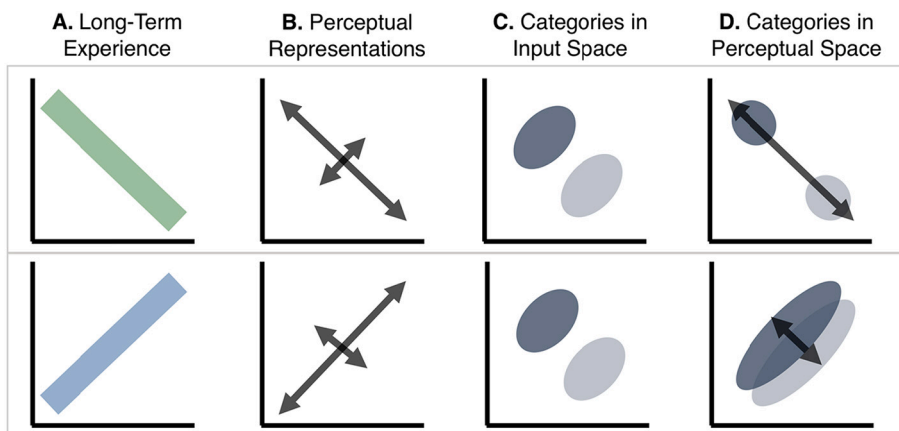 A. Long-Term
Experience
B. Perceptual
Representations
C. Categories in
Input Space
D. Categories in
Perceptual Space